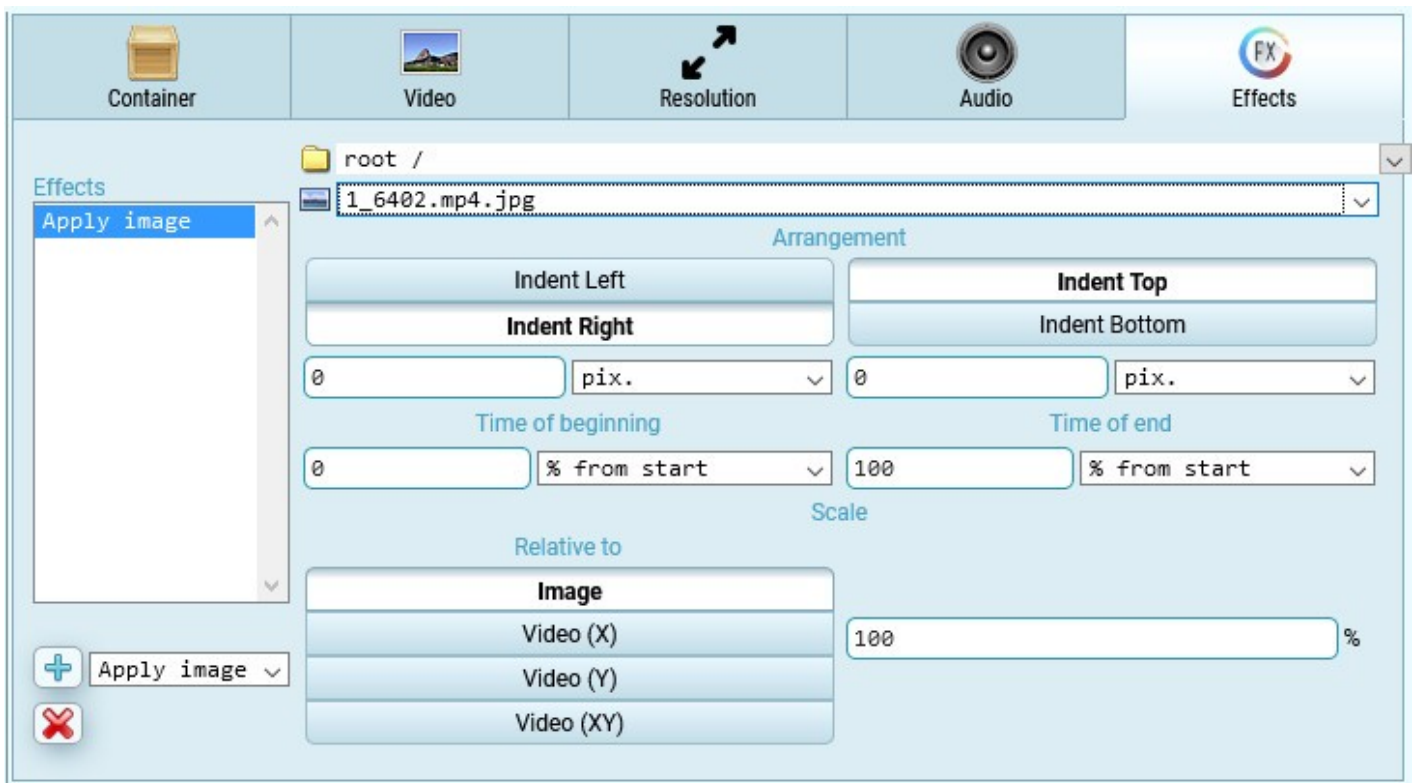 Container Video Resolution Audio FX Effects
root /
Effects
1_6402.mp4.jpg
Apply image
Arrangement
Indent Left Indent Top
Indent Right Indent Bottom
0 pix. 0 pix.
Time of beginning Time of end
0 % from start 100 % from start
Scale
Relative to
Image
Video (X)
100 %
Apply image
Video (Y)
Video (XY)